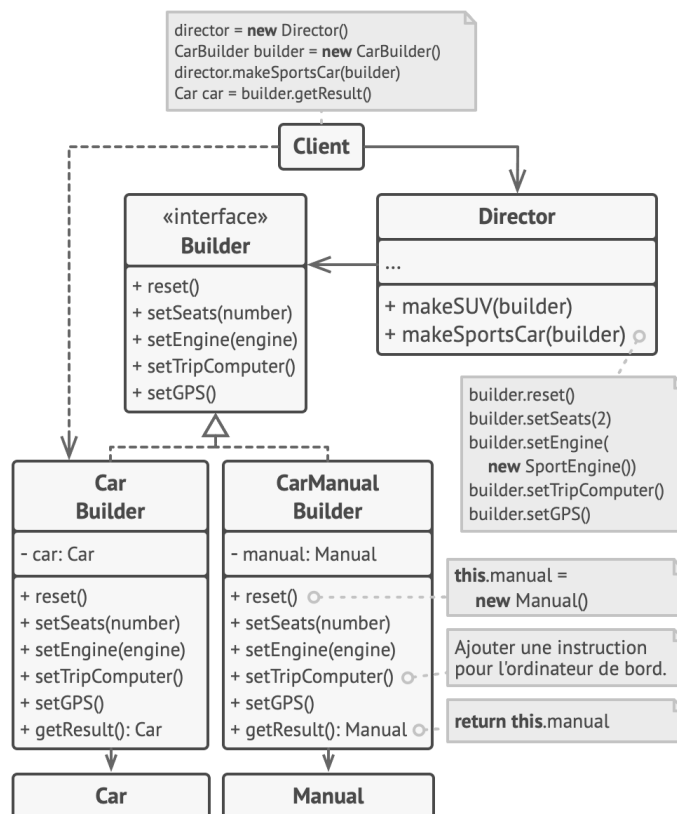 director = new Director()
CarBuilder builder = new CarBuilder()
director.makeSportsCar(builder)
Car car = builder.getResult()
Client
«interface»
Builder
+ reset()
+ setSeats(number)
+ setEngine(engine)
+ setTripComputer()
+ setGPS()
Director
...
+ makeSUV(builder)
+ makeSportsCar(builder)
builder.reset()
builder.setSeats(2)
builder.setEngine(
new SportEngine())
builder.setTripComputer()
builder.setGPS()
Car
Builder
- car: Car
+ reset()
+ setSeats(number)
+ setEngine(engine)
+ setTripComputer()
+ setGPS()
+ getResult(): Car
CarManual
Builder
- manual: Manual
+ reset()
+ setSeats(number)
+ setEngine(engine)
+ setTripComputer()
+ setGPS()
+ getResult(): Manual
this.manual =
new Manual()
Ajouter une instruction
pour l'ordinateur de bord.
return this.manual
Car
Manual